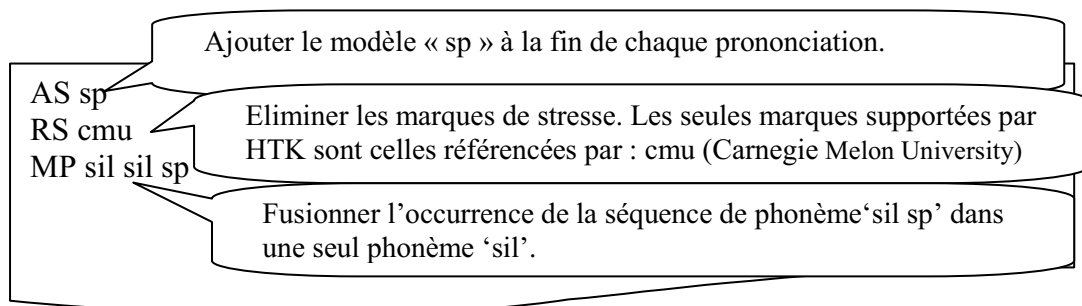 Ajouter le modèle « sp » à la fin de chaque prononciation.
AS sp
RS cmu
MP sil sil sp
Eliminer les marques de stresse. Les seules marques supportées par
HTK sont celles référencées par : cmu (Carnegie Melon University)
Fusionner l’occurrence de la séquence de phonème‘sil sp’ dans
une seul phonème ‘sil’.